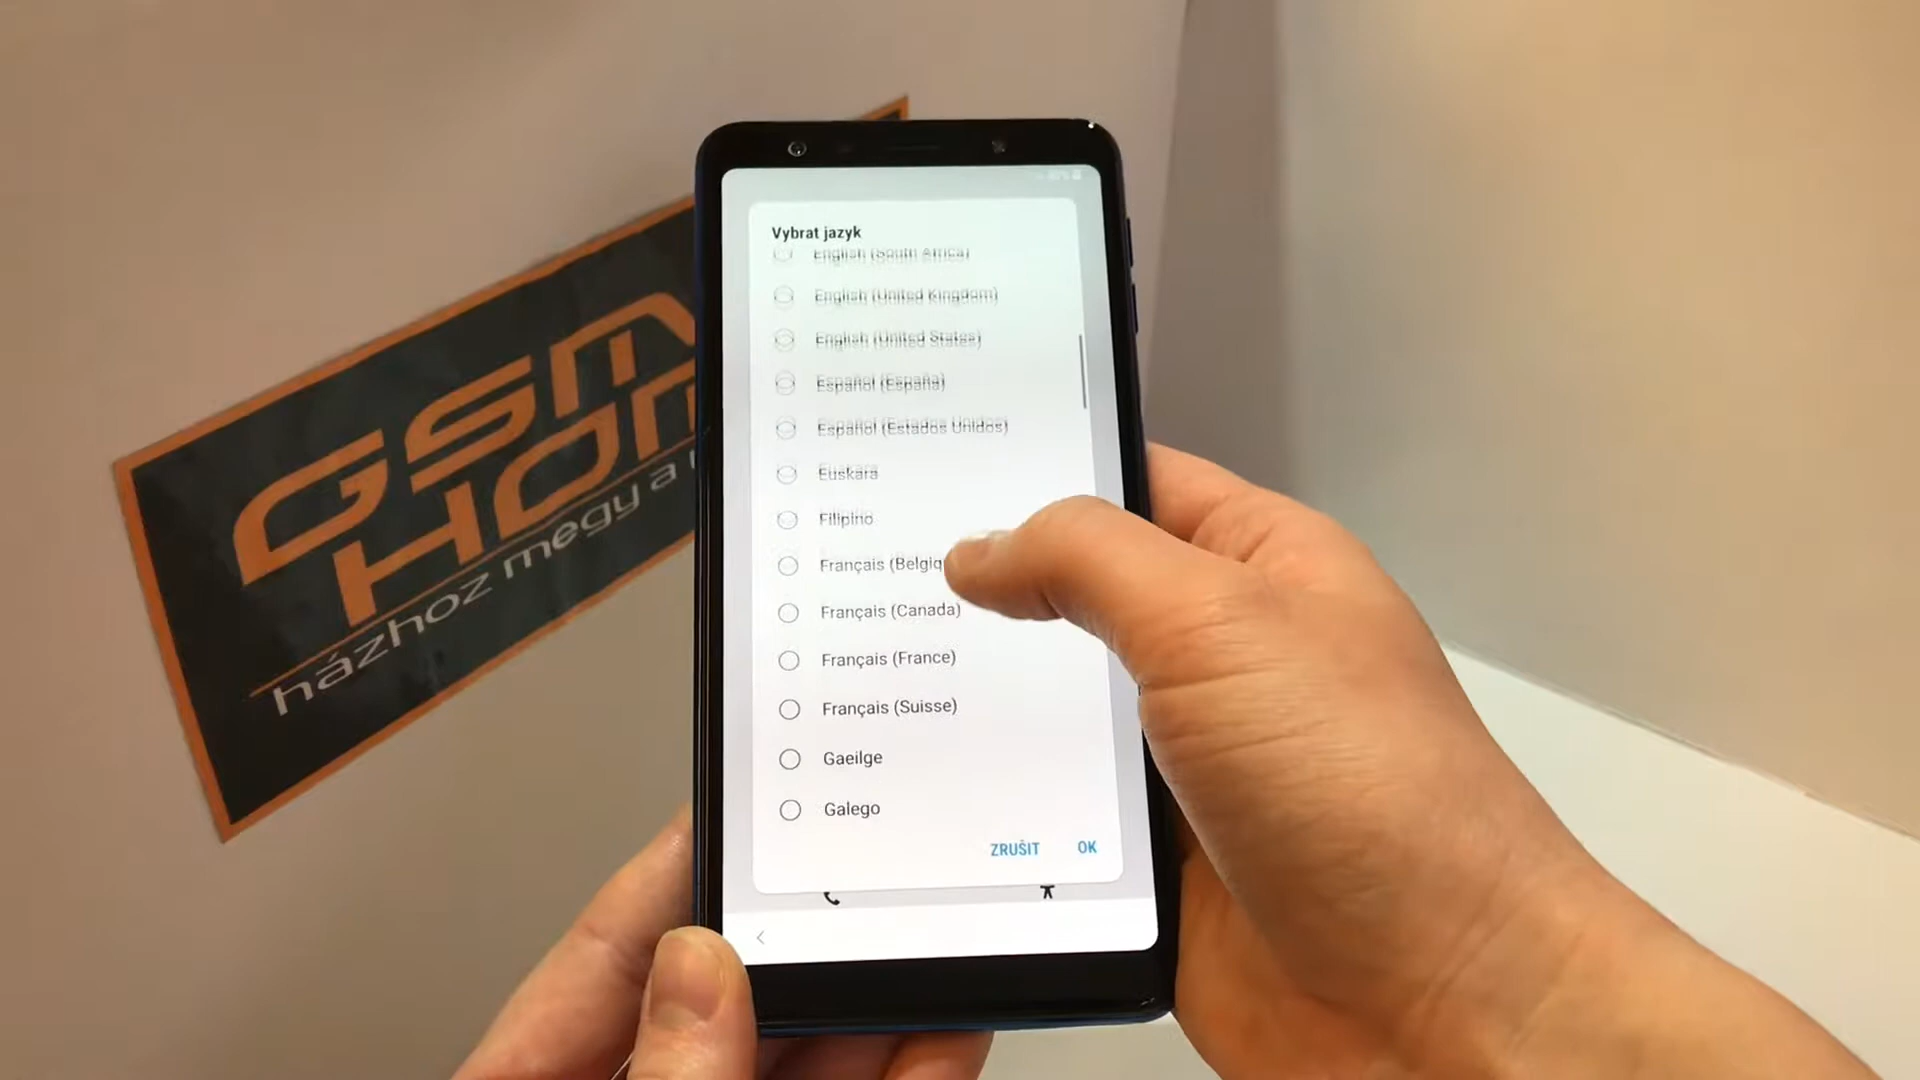 GSM
HOM
házhoz megy a
Vybrat jazyk
English (South Africa)
English (United Kingdom)
English (United States)
Español (España)
Español (Estados Unidos)
Euskara
Filipino
Français (Belgiq
Français (Canada)
Français (France)
Français (Suisse)
Gaeilge
Galego
ZRUŠIT OK